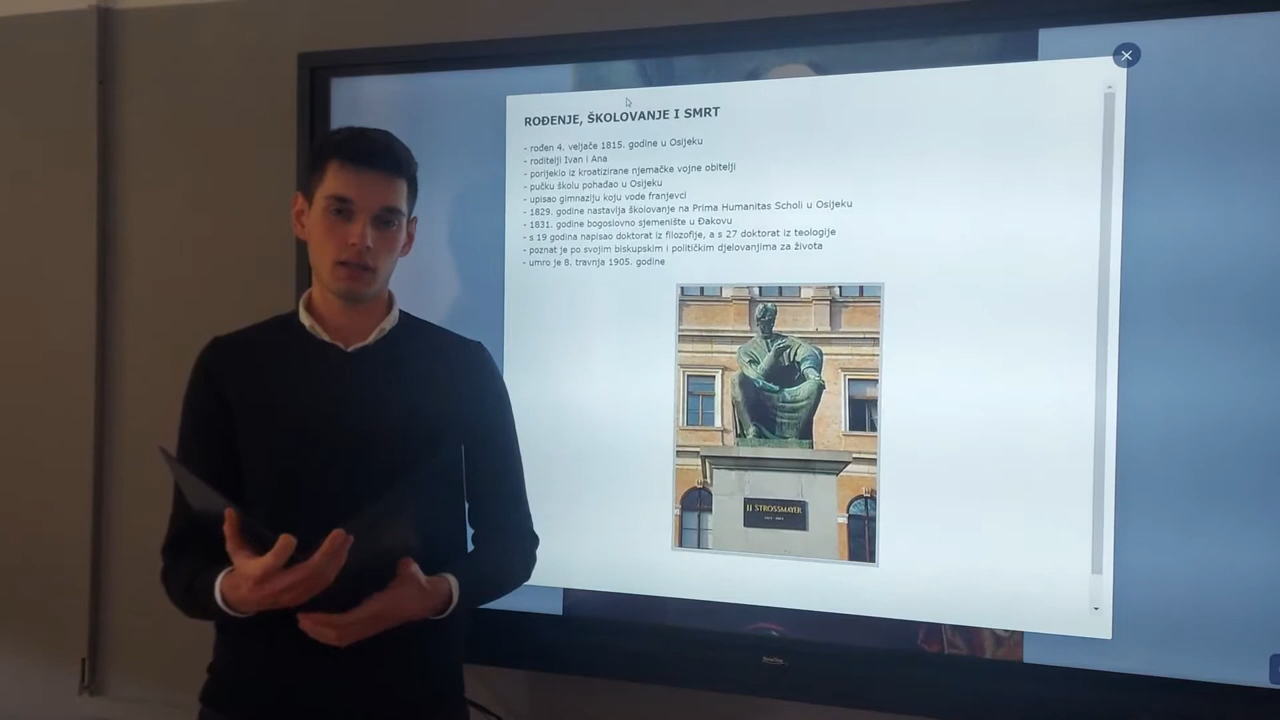 ROĐENJE, ŠKOLOVANJE I SMRT
- rođen 4. veljače 1815. godine u Osijeku
- roditelji Ivan i Ana
- porijeklo iz kroatizirane njemačke vojne obitelji
- pučku školu pohađao u Osijeku
- upisao gimnaziju koju vode franjevci
- 1829. godine nastavlja školovanje na Prima Humanitas Scholi u Osijeku
- 1831. godine bogoslovno sjemenište u Đakovu
- s 19 godina napisao doktorat iz filozofije, a s 27 doktorat iz teologije
- poznat je po svojim biskupskim i političkim djelovanjima za života
- umro je 8. travnja 1905. godine
JJ STROSSMAYER